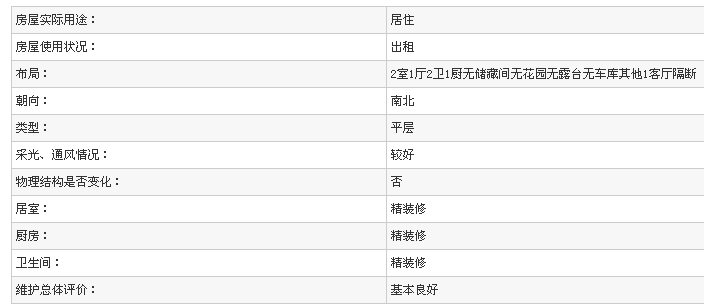 房屋实际用途： 居住
房屋使用状况： 出租
布局： 2室1厅2卫1厨无储藏间无花园无露台无车库其他1客厅隔断
朝向： 南北
类型： 平层
采光、通风情况： 较好
物理结构是否变化： 否
居室： 精装修
厨房： 精装修
卫生间： 精装修
维护总体评价： 基本良好